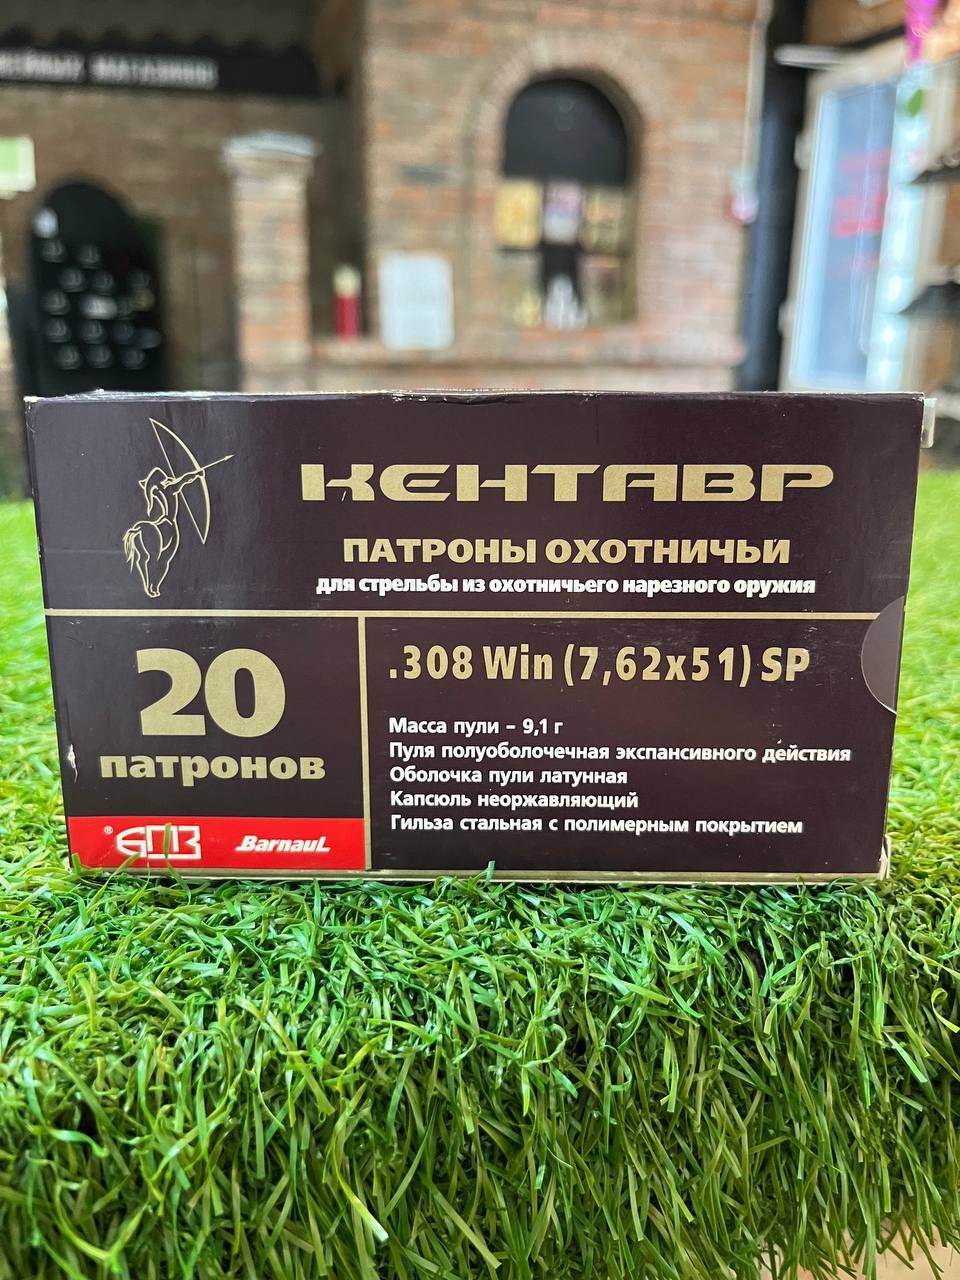 КЕНТАВР
ПАТРОНЫ ОХОТНИЧЬИ
для стрельбы из охотничьего нарезного оружия
20
патронов
.308 Win (7,62x51) SP
Масса пули – 9,1 г
Пуля полуоболочечная экспансивного действия
Оболочка пули латунная
Капсюль неоржавляющий
Гильза стальная с полимерным покрытием
® БПЗ BarnauL